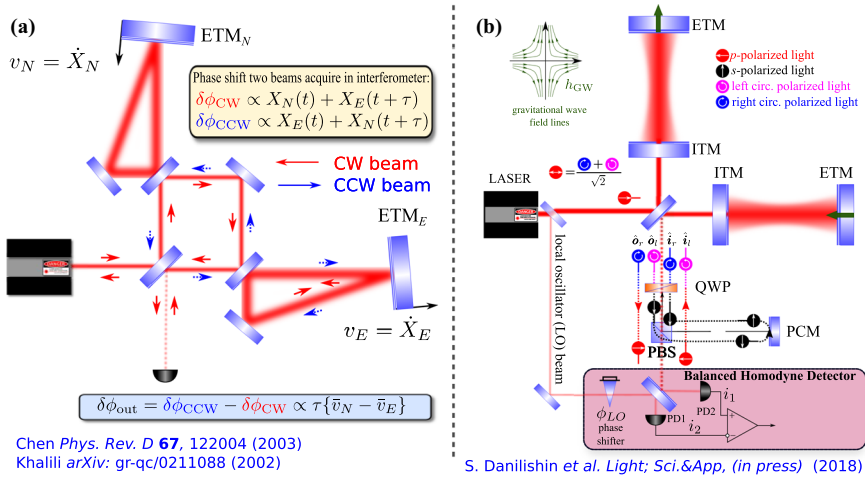 (a)
ETM_N
v_N = Ẋ_N
Phase shift two beams acquire in interferometer:
δϕ_CW ∝ X_N(t) + X_E(t + τ)
δϕ_CCW ∝ X_E(t) + X_N(t + τ)
CW beam
CCW beam
ETM_E
DANGER
v_E = Ẋ_E
δϕ_out = δϕ_CCW − δϕ_CW ∝ τ{v̄_N − v̄_E}
Chen Phys. Rev. D 67, 122004 (2003)
Khalili arXiv: gr-qc/0211088 (2002)
(b)
ETM
h_GW
gravitational wave
field lines
p-polarized light
s-polarized light
left circ. polarized light
right circ. polarized light
ITM
LASER
= + / √2
ITM
ETM
DANGER
p
local oscillator (LO) beam
ô_r ô_l î_r î_l
QWP
PBS
PCM
Balanced Homodyne Detector
ϕ_LO
phase
shifter
PD1
PD2
i_1
i_2
S. Danilishin et al. Light; Sci.&App, (in press) (2018)